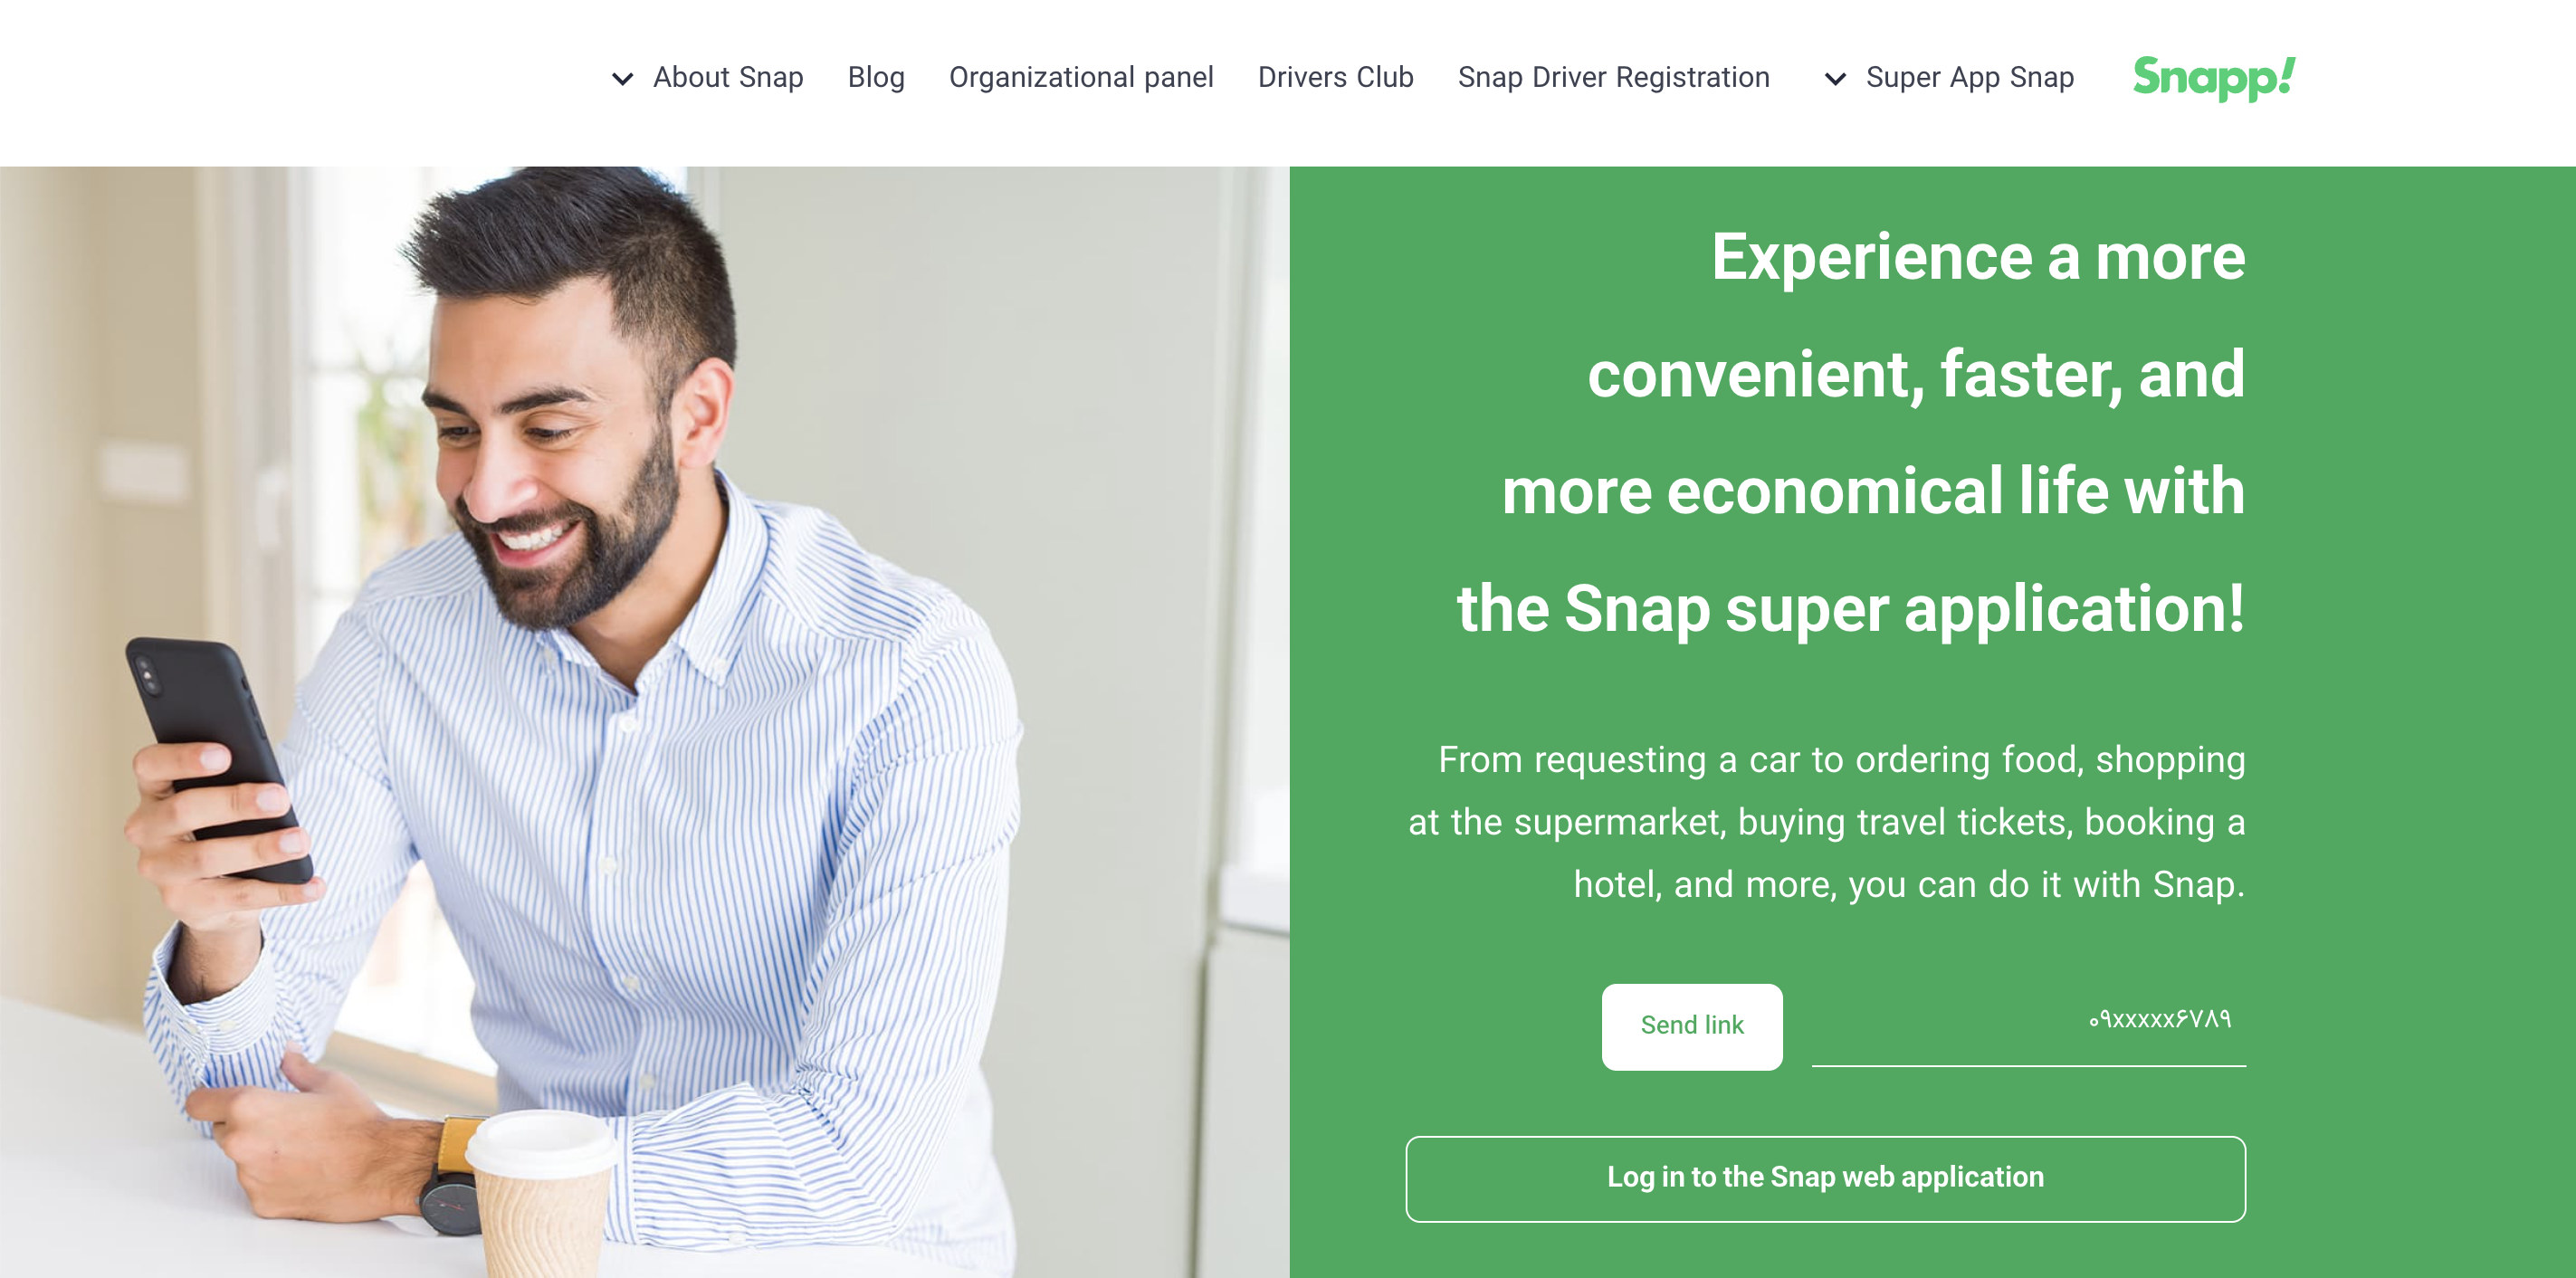 Snapp!
Super App Snap
Snap Driver Registration
Drivers Club
Organizational panel
Blog
About Snap
Experience a more
convenient, faster, and
more economical life with
the Snap super application!
From requesting a car to ordering food, shopping
at the supermarket, buying travel tickets, booking a
hotel, and more, you can do it with Snap.
۰۹xxxxx۶۷۸۹
Send link
Log in to the Snap web application